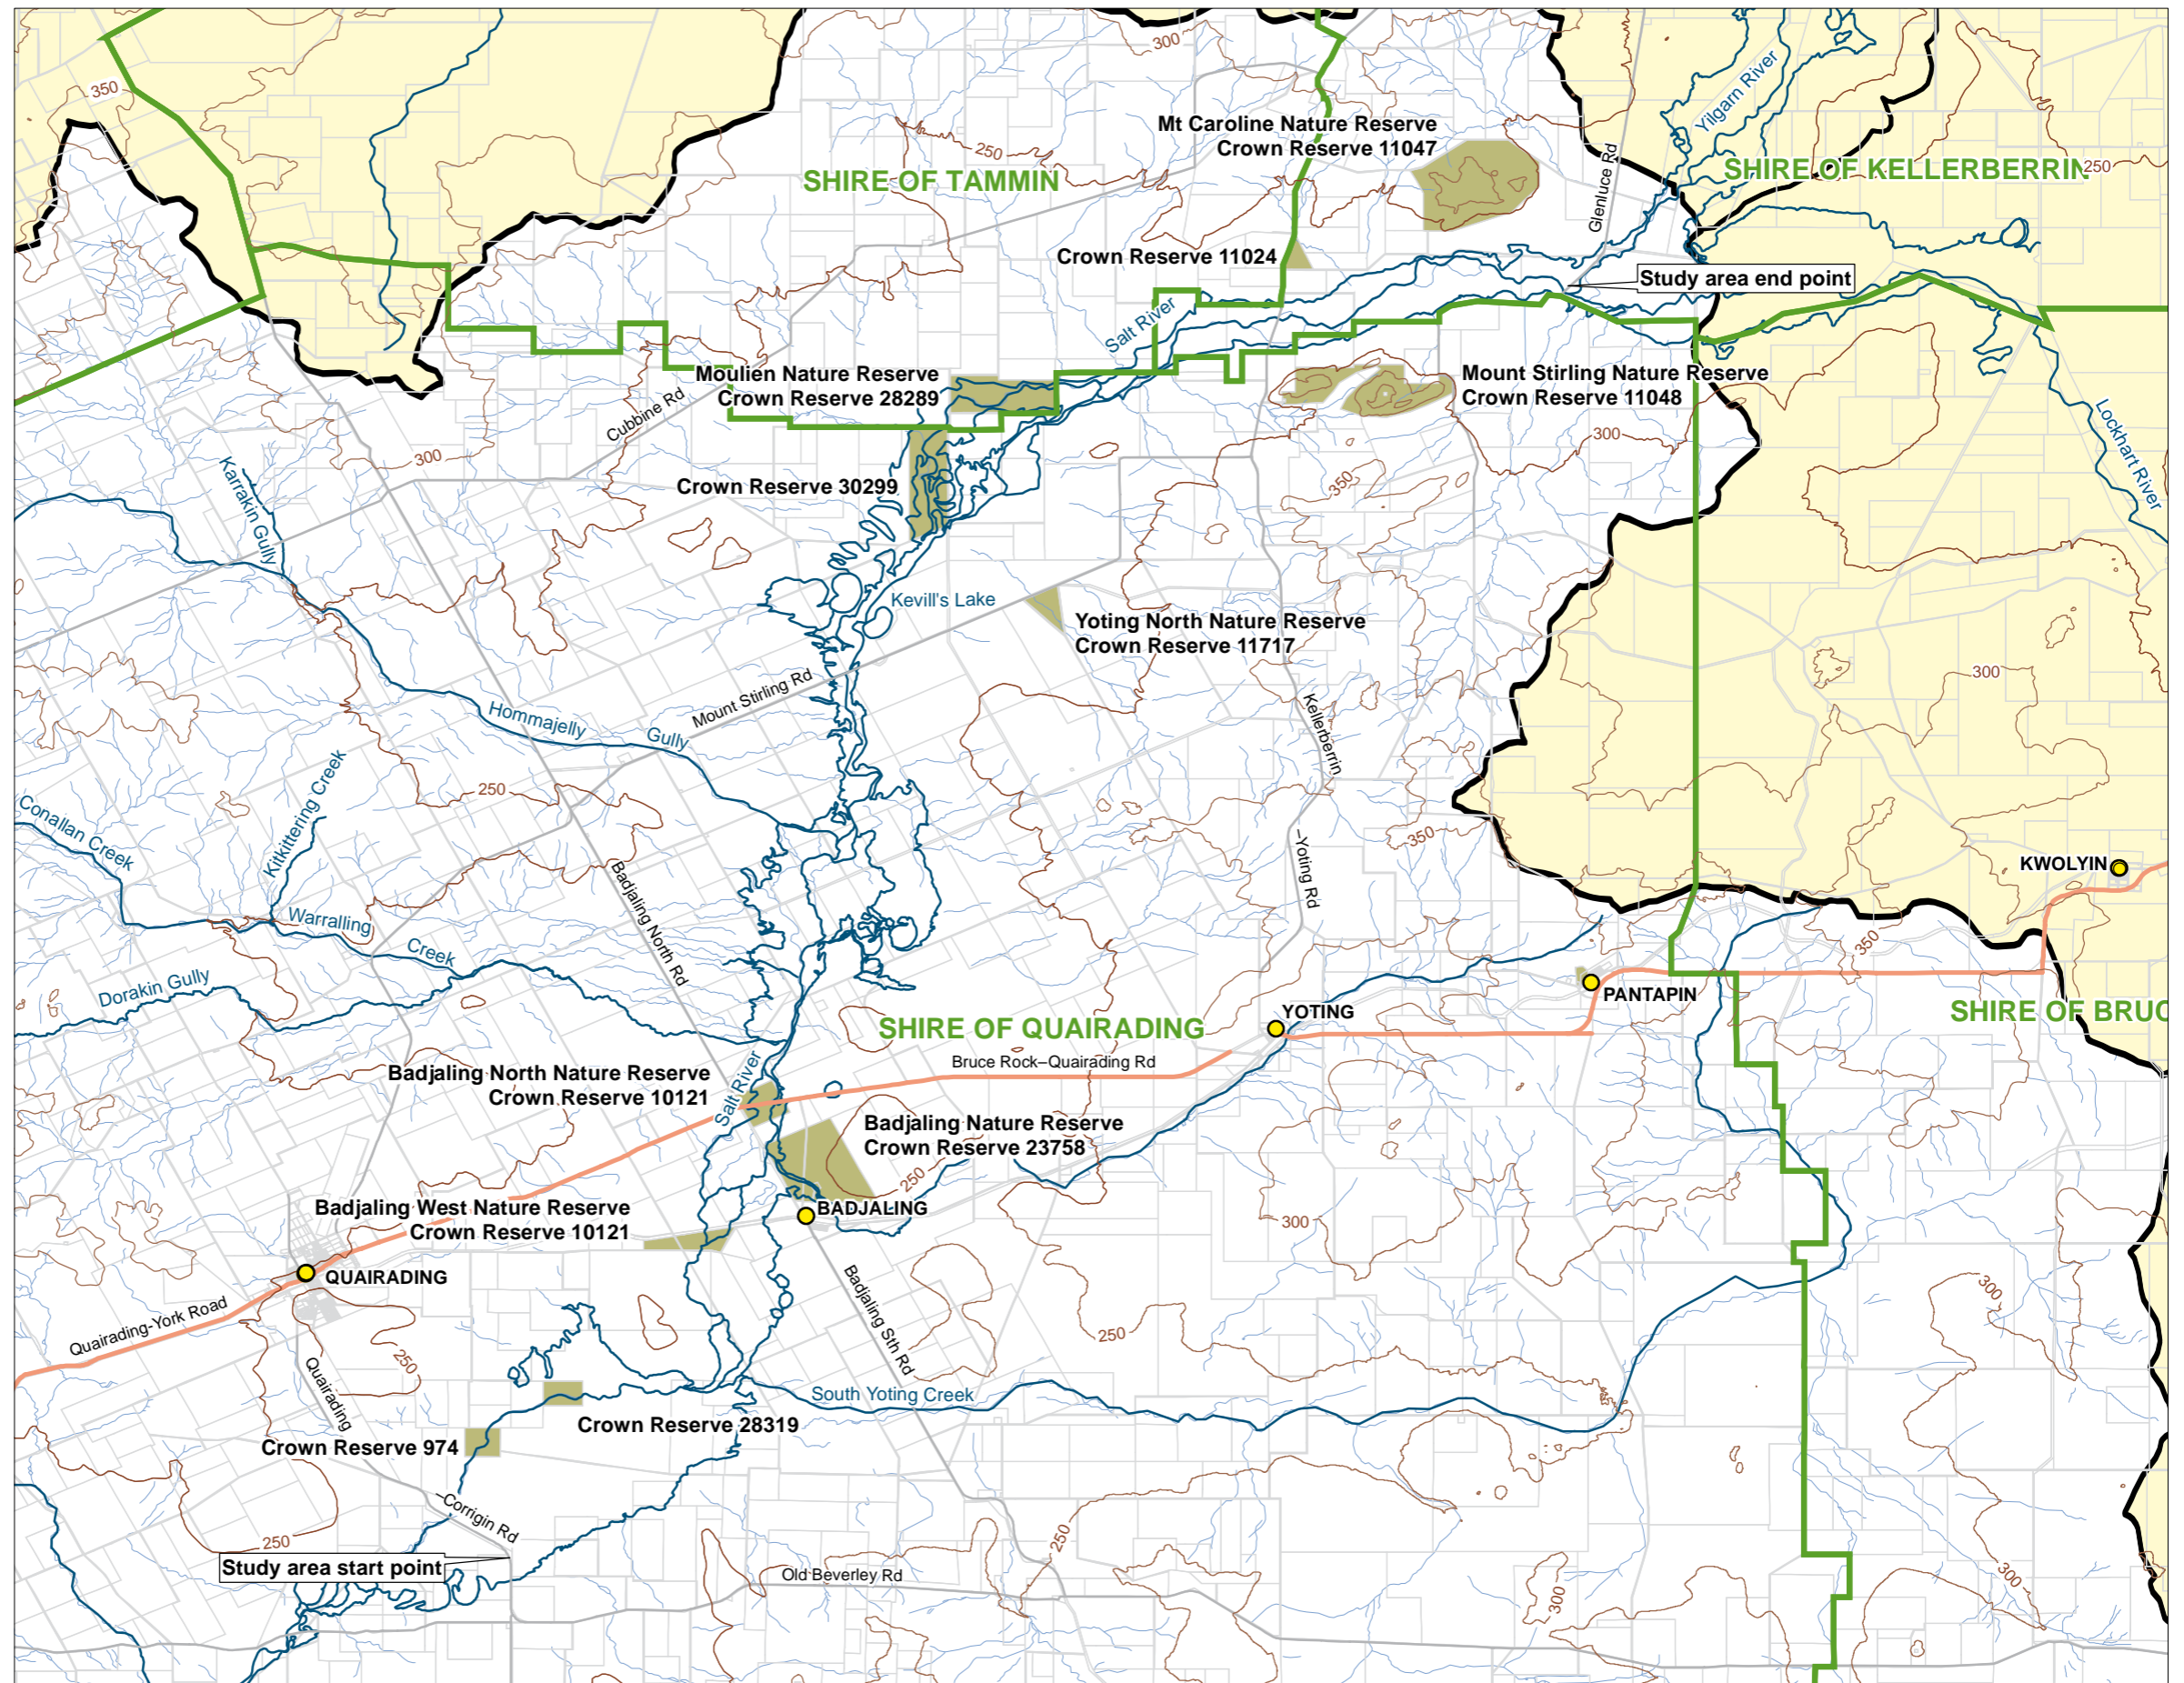 300
350
Yilgarn River
Mt Caroline Nature Reserve
Crown Reserve 11047
250
SHIRE OF TAMMIN
SHIRE OF KELLERBERRIN
250
Glenluce Rd
Crown Reserve 11024
Study area end point
Salt River
Moulien Nature Reserve
Crown Reserve 28289
Mount Stirling Nature Reserve
Crown Reserve 11048
Cubbine Rd
Lockhart River
300
300
Karrakin Gully
Crown Reserve 30299
350
Kevill's Lake
Yoting North Nature Reserve
Crown Reserve 11717
300
Mount Stirling Rd
Hommajelly
Gully
Kellerberrin
Kitkittering Creek
250
Conallan Creek
350
–Yoting Rd
KWOLYIN
Badjaling North Rd
Warralling
Creek
350
Dorakin Gully
PANTAPIN
YOTING
SHIRE OF BRUC
SHIRE OF QUAIRADING
Bruce Rock–Quairading Rd
Badjaling North Nature Reserve
Crown Reserve 10121
Salt River
Badjaling Nature Reserve
Crown Reserve 23758
250
Badjaling West Nature Reserve
Crown Reserve 10121
BADJALING
300
QUAIRADING
Quairading-York Road
Badjaling Sth Rd
300
250
250
Quairading
South Yoting Creek
Crown Reserve 28319
Crown Reserve 974
–Corrigin Rd
250
250
Study area start point
Old Beverley Rd
300
300